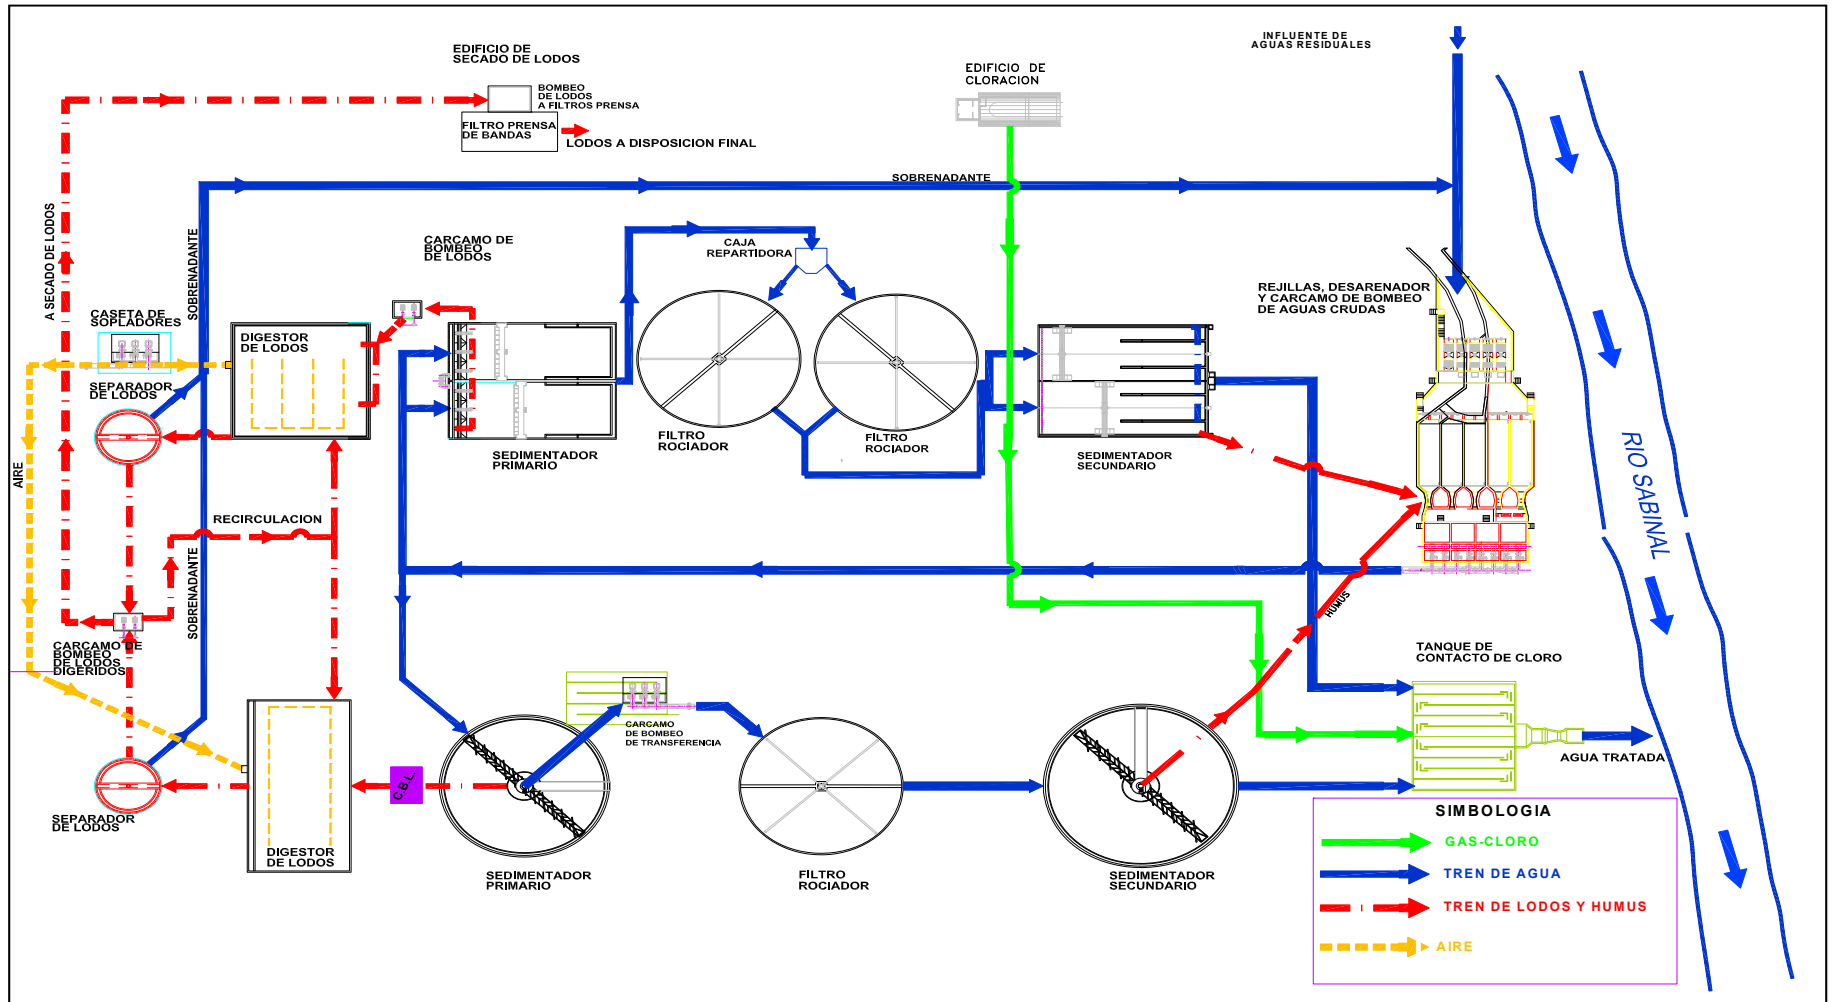 INFLUENTE DE
AGUAS RESIDUALES
EDIFICIO DE
SECADO DE LODOS
EDIFICIO DE
CLORACION
BOMBEO
DE LODOS
A FILTROS PRENSA
FILTRO PRENSA
DE BANDAS
LODOS A DISPOSICION FINAL
SOBRENADANTE
A SECADO DE LODOS
SOBRENADANTE
CARCAMO DE
BOMBEO
DE LODOS
CAJA
REPARTIDORA
REJILLAS, DESARENADOR
Y CARCAMO DE BOMBEO
DE AGUAS CRUDAS
CASETA DE
SOPLADORES
DIGESTOR
DE LODOS
SEPARADOR
DE LODOS
FILTRO
ROCIADOR
FILTRO
ROCIADOR
SEDIMENTADOR
PRIMARIO
SEDIMENTADOR
SECUNDARIO
AIRE
RIO SABINAL
RECIRCULACION
SOBRENADANTE
HUMUS
CARCAMO DE
BOMBEO
DE LODOS
DIGERIDOS
TANQUE DE
CONTACTO DE CLORO
CARCAMO
DE BOMBEO
DE TRANSFERENCIA
AGUA TRATADA
C.B.L.
SEPARADOR
DE LODOS
DIGESTOR
DE LODOS
SEDIMENTADOR
PRIMARIO
FILTRO
ROCIADOR
SEDIMENTADOR
SECUNDARIO
SIMBOLOGIA
GAS-CLORO
TREN DE AGUA
TREN DE LODOS Y HUMUS
AIRE